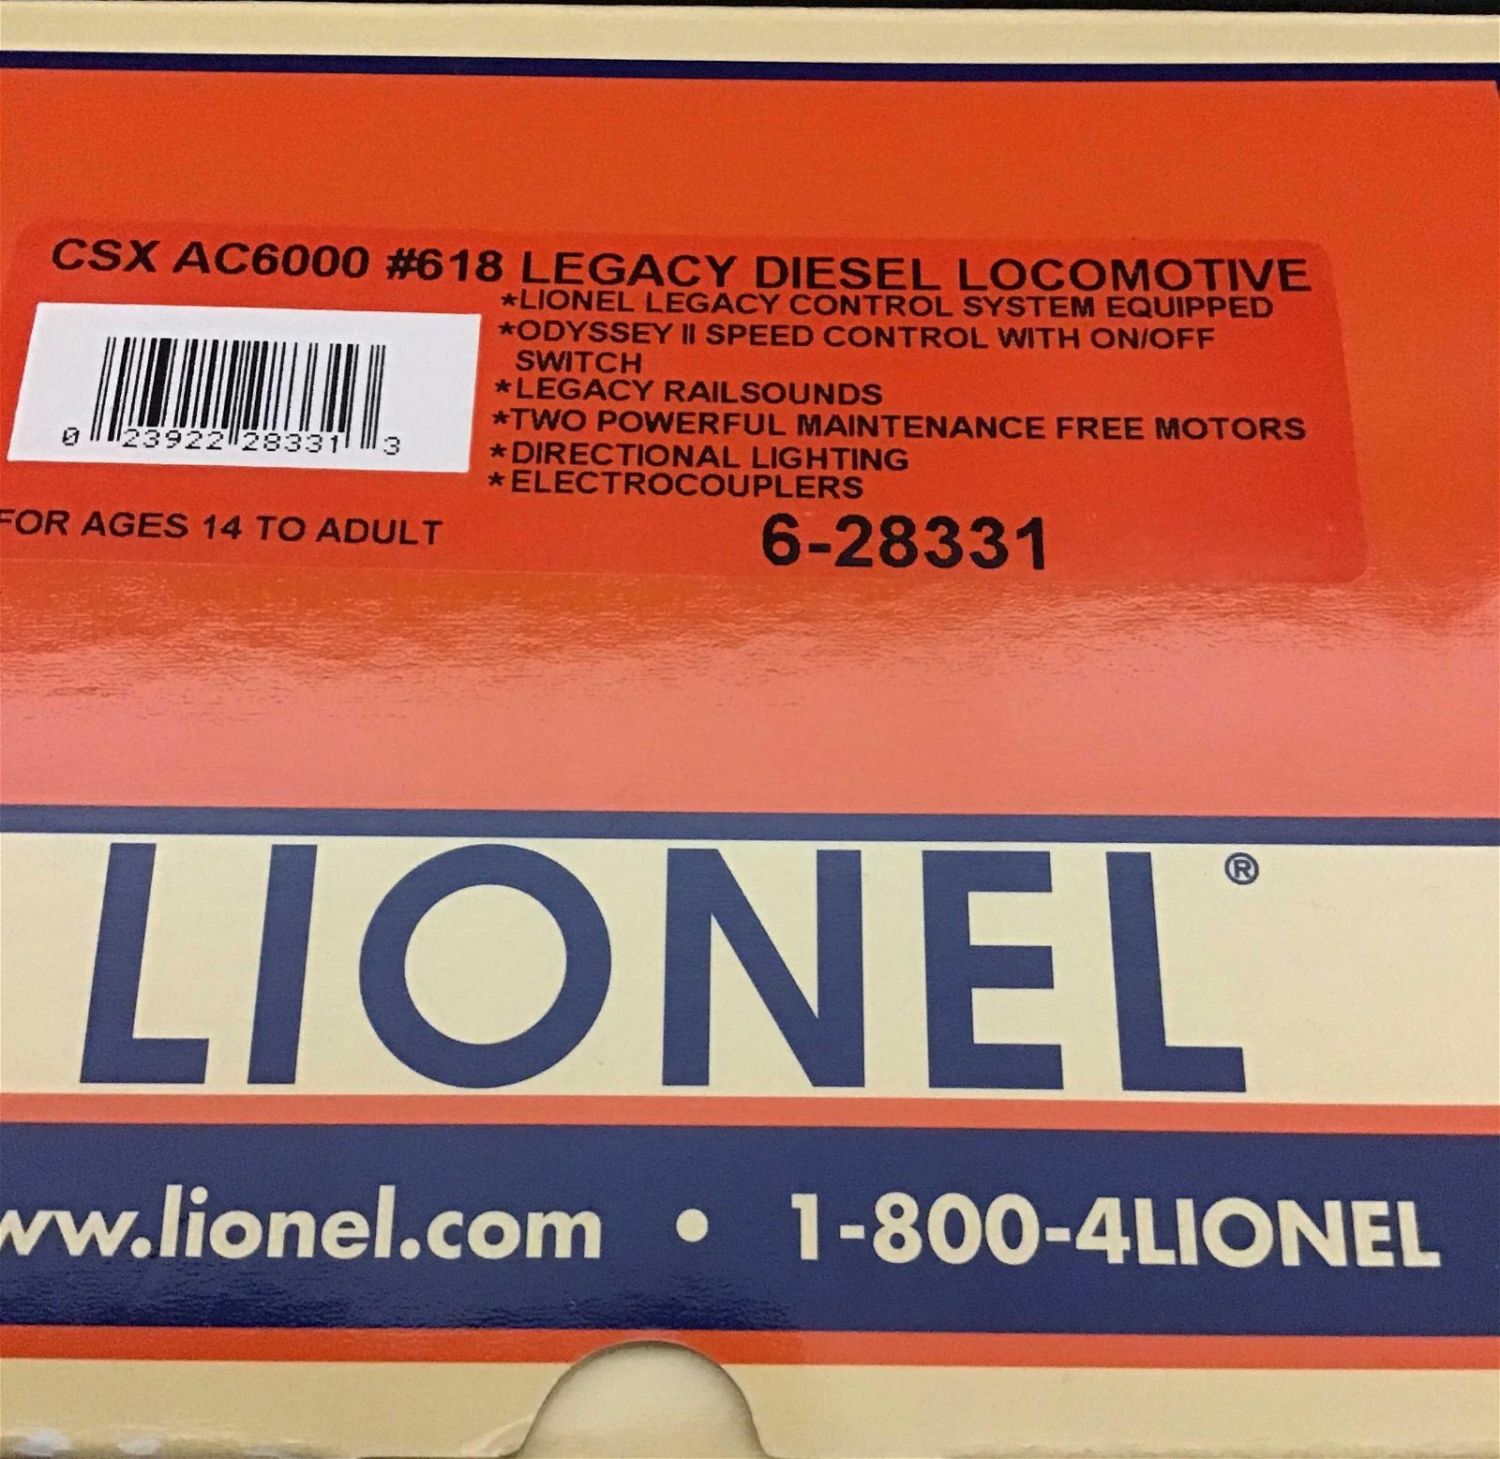 CSX AC6000 #618 LEGACY DIESEL LOCOMOTIVE
*LIONEL LEGACY CONTROL SYSTEM EQUIPPED
*ODYSSEY II SPEED CONTROL WITH ON/OFF
SWITCH
*LEGACY RAILSOUNDS
*TWO POWERFUL MAINTENANCE FREE MOTORS
*DIRECTIONAL LIGHTING
*ELECTROCOUPLERS
0 23922 28331 3
FOR AGES 14 TO ADULT
6-28331
LIONEL®
ww.lionel.com • 1-800-4LIONEL